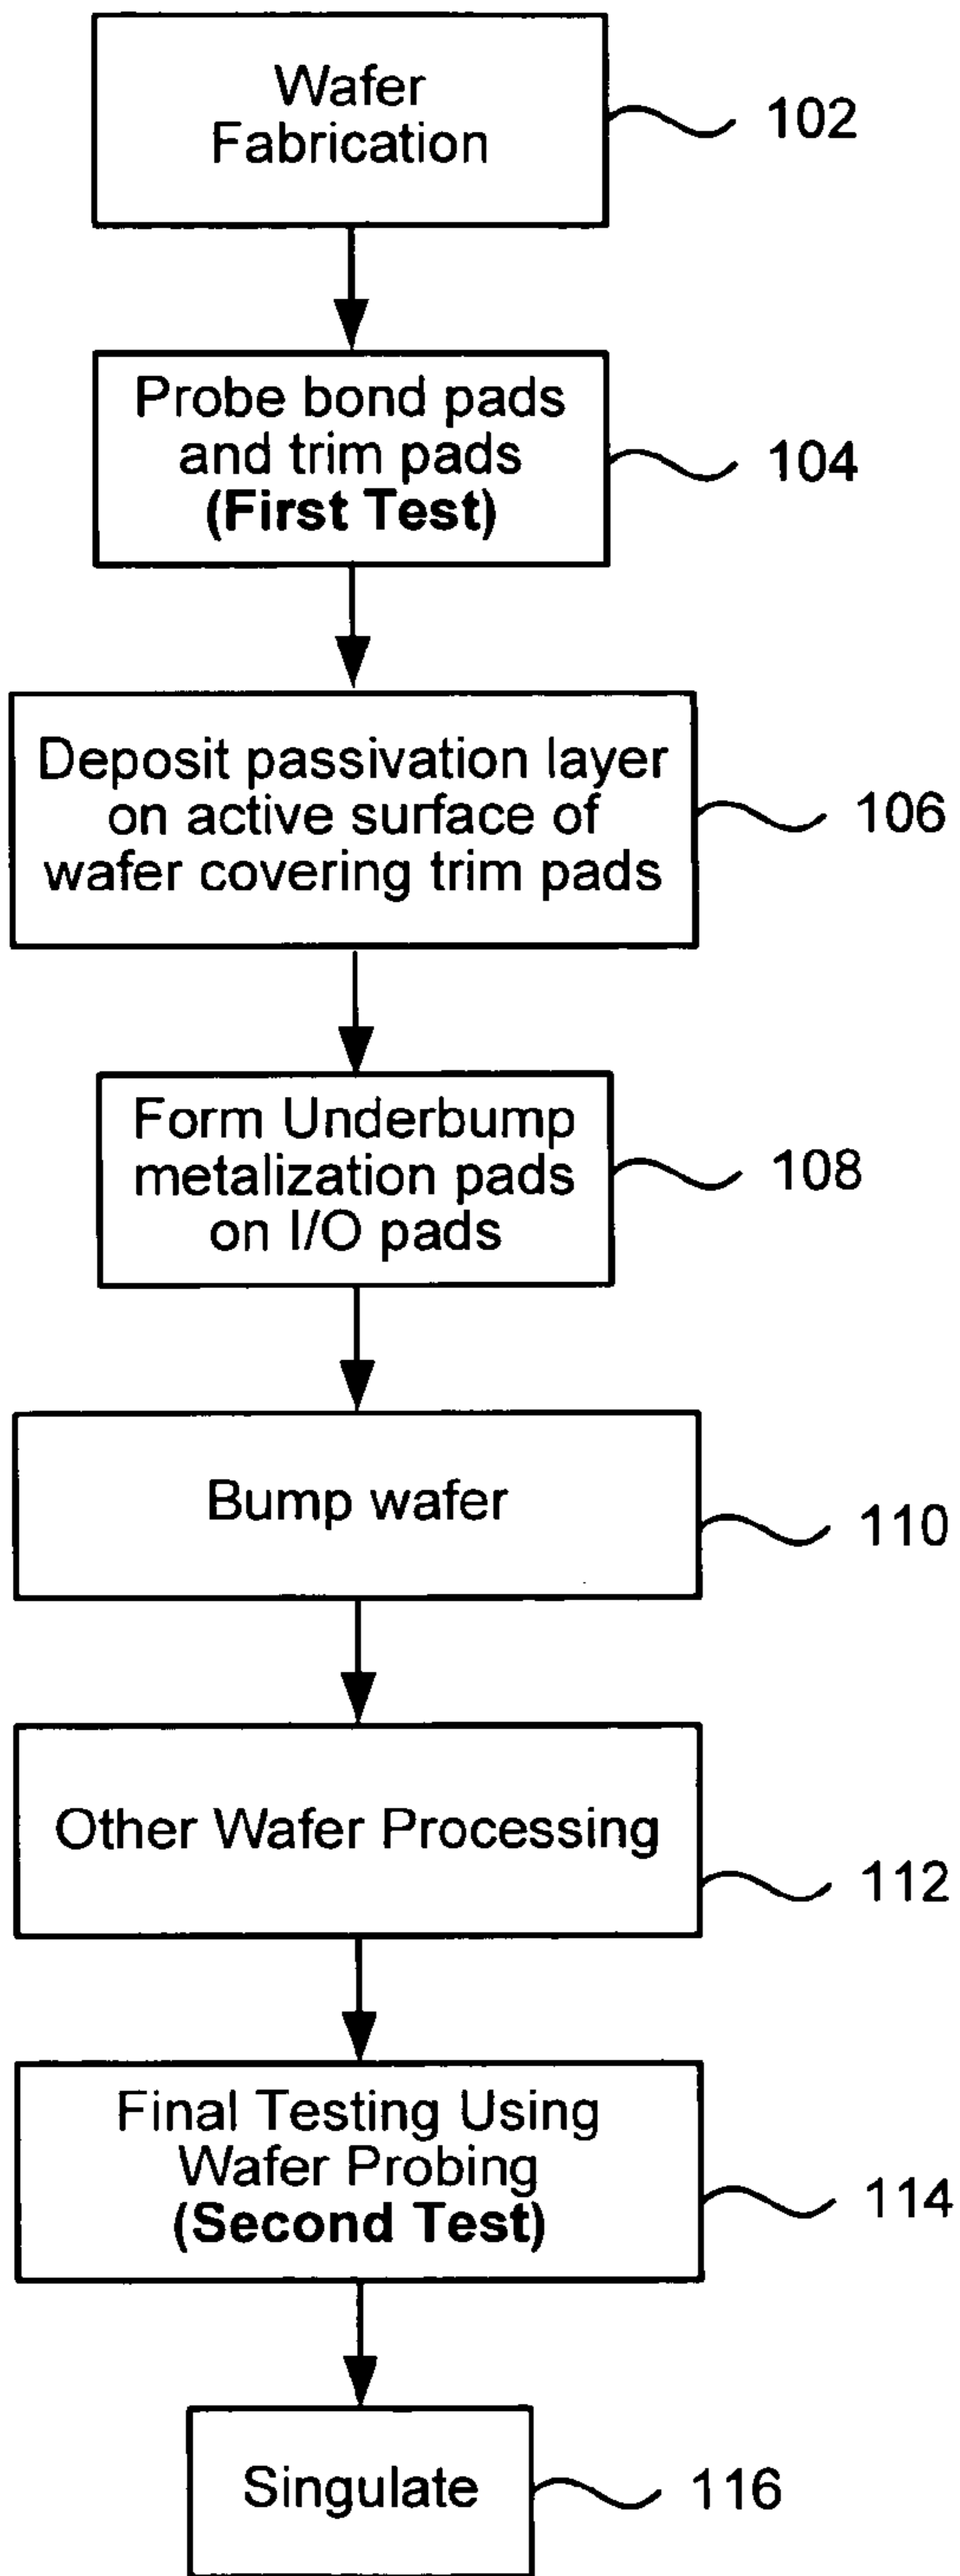 Wafer
Fabrication
102
Probe bond pads
and trim pads
(First Test)
104
Deposit passivation layer
on active surface of
wafer covering trim pads
106
Form Underbump
metalization pads
on I/O pads
108
Bump wafer
110
Other Wafer Processing
112
Final Testing Using
Wafer Probing
(Second Test)
114
Singulate
116